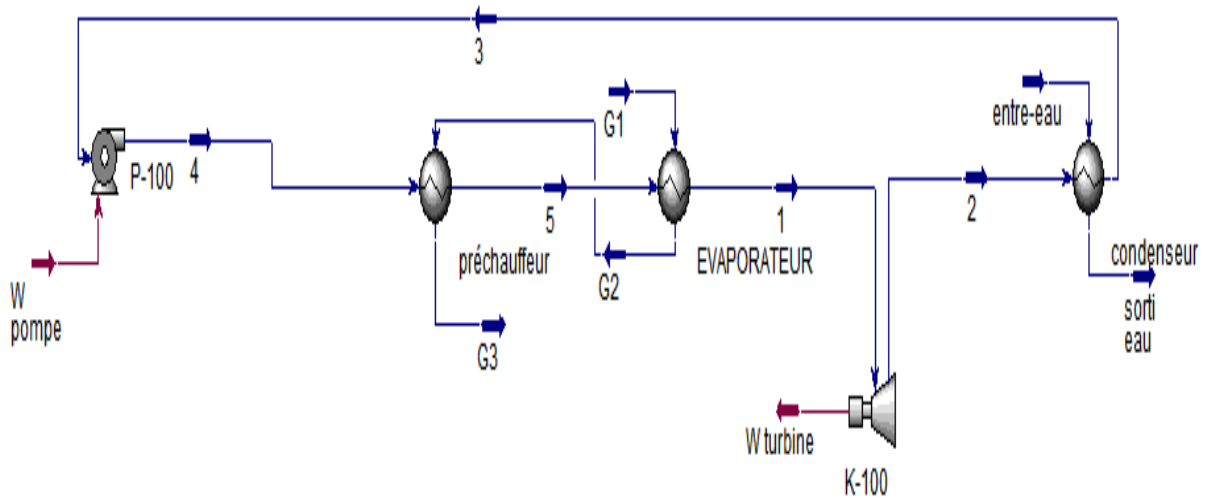 3
G1
entre-eau
P-100
4
5
1
2
préchauffeur
G2
EVAPORATEUR
condenseur
W
pompe
G3
sorti
eau
W turbine
K-100